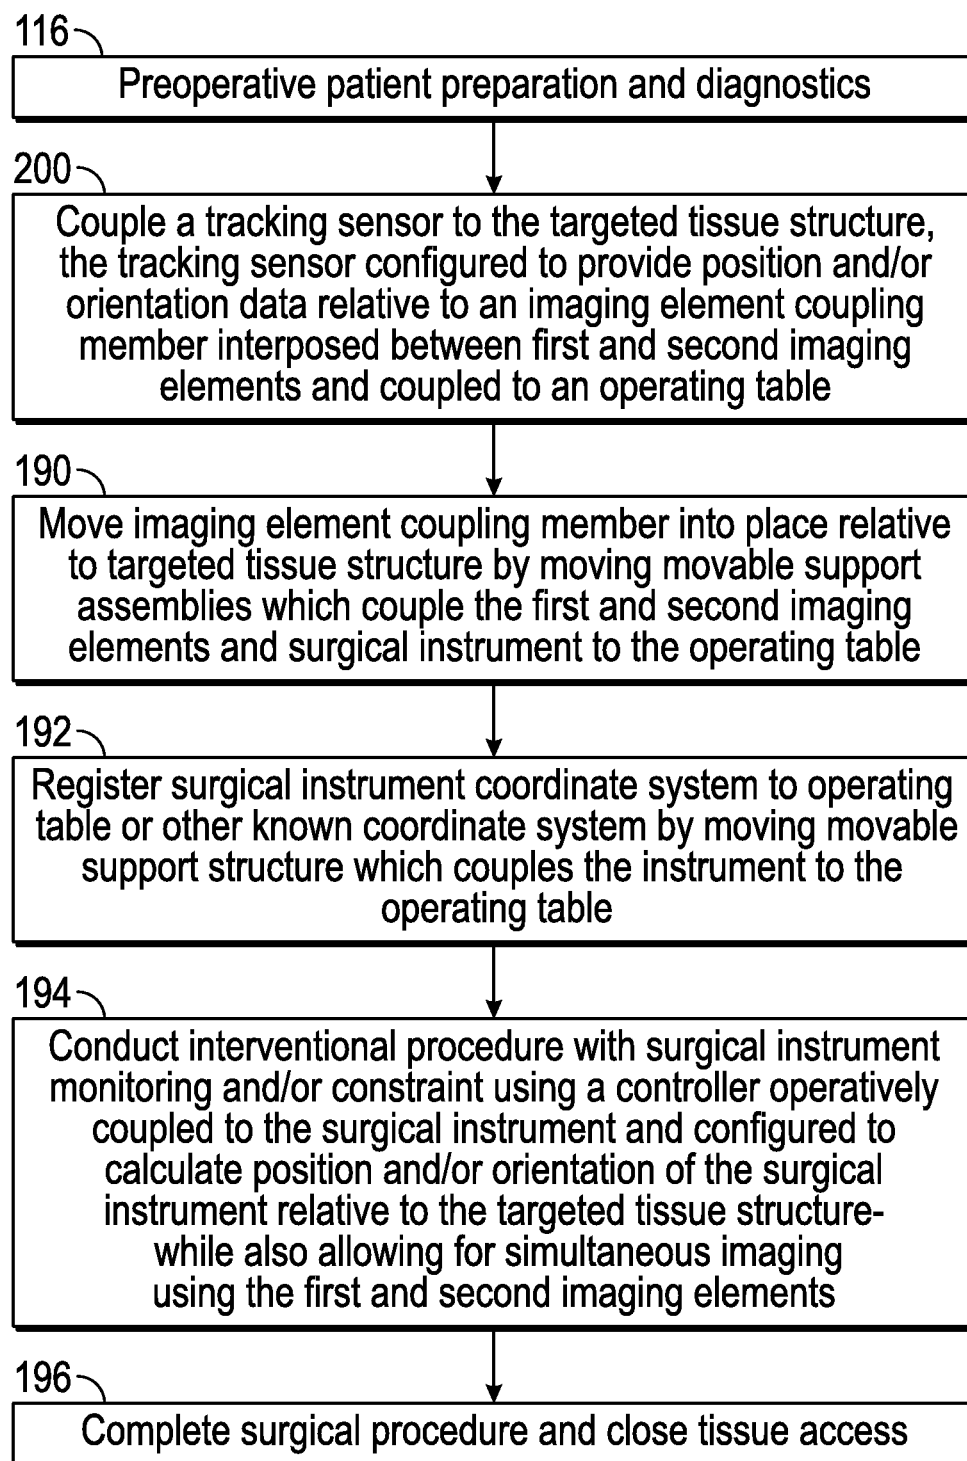 116
Preoperative patient preparation and diagnostics
200
Couple a tracking sensor to the targeted tissue structure,
the tracking sensor configured to provide position and/or
orientation data relative to an imaging element coupling
member interposed between first and second imaging
elements and coupled to an operating table
190
Move imaging element coupling member into place relative
to targeted tissue structure by moving movable support
assemblies which couple the first and second imaging
elements and surgical instrument to the operating table
192
Register surgical instrument coordinate system to operating
table or other known coordinate system by moving movable
support structure which couples the instrument to the
operating table
194
Conduct interventional procedure with surgical instrument
monitoring and/or constraint using a controller operatively
coupled to the surgical instrument and configured to
calculate position and/or orientation of the surgical
instrument relative to the targeted tissue structure-
while also allowing for simultaneous imaging
using the first and second imaging elements
196
Complete surgical procedure and close tissue access